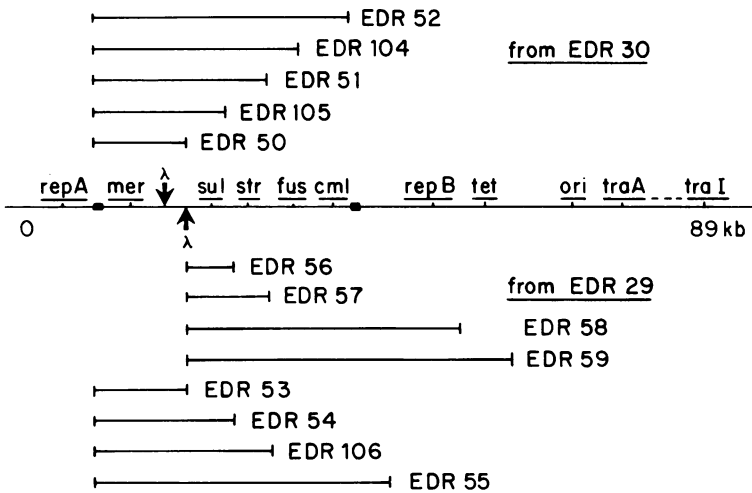 EDR 52
EDR 104
from EDR 30
EDR 51
EDR 105
EDR 50
λ
repA mer sul str fus cml repB tet ori traA tra I
0 89 kb
λ
EDR 56
from EDR 29
EDR 57
EDR 58
EDR 59
EDR 53
EDR 54
EDR 106
EDR 55